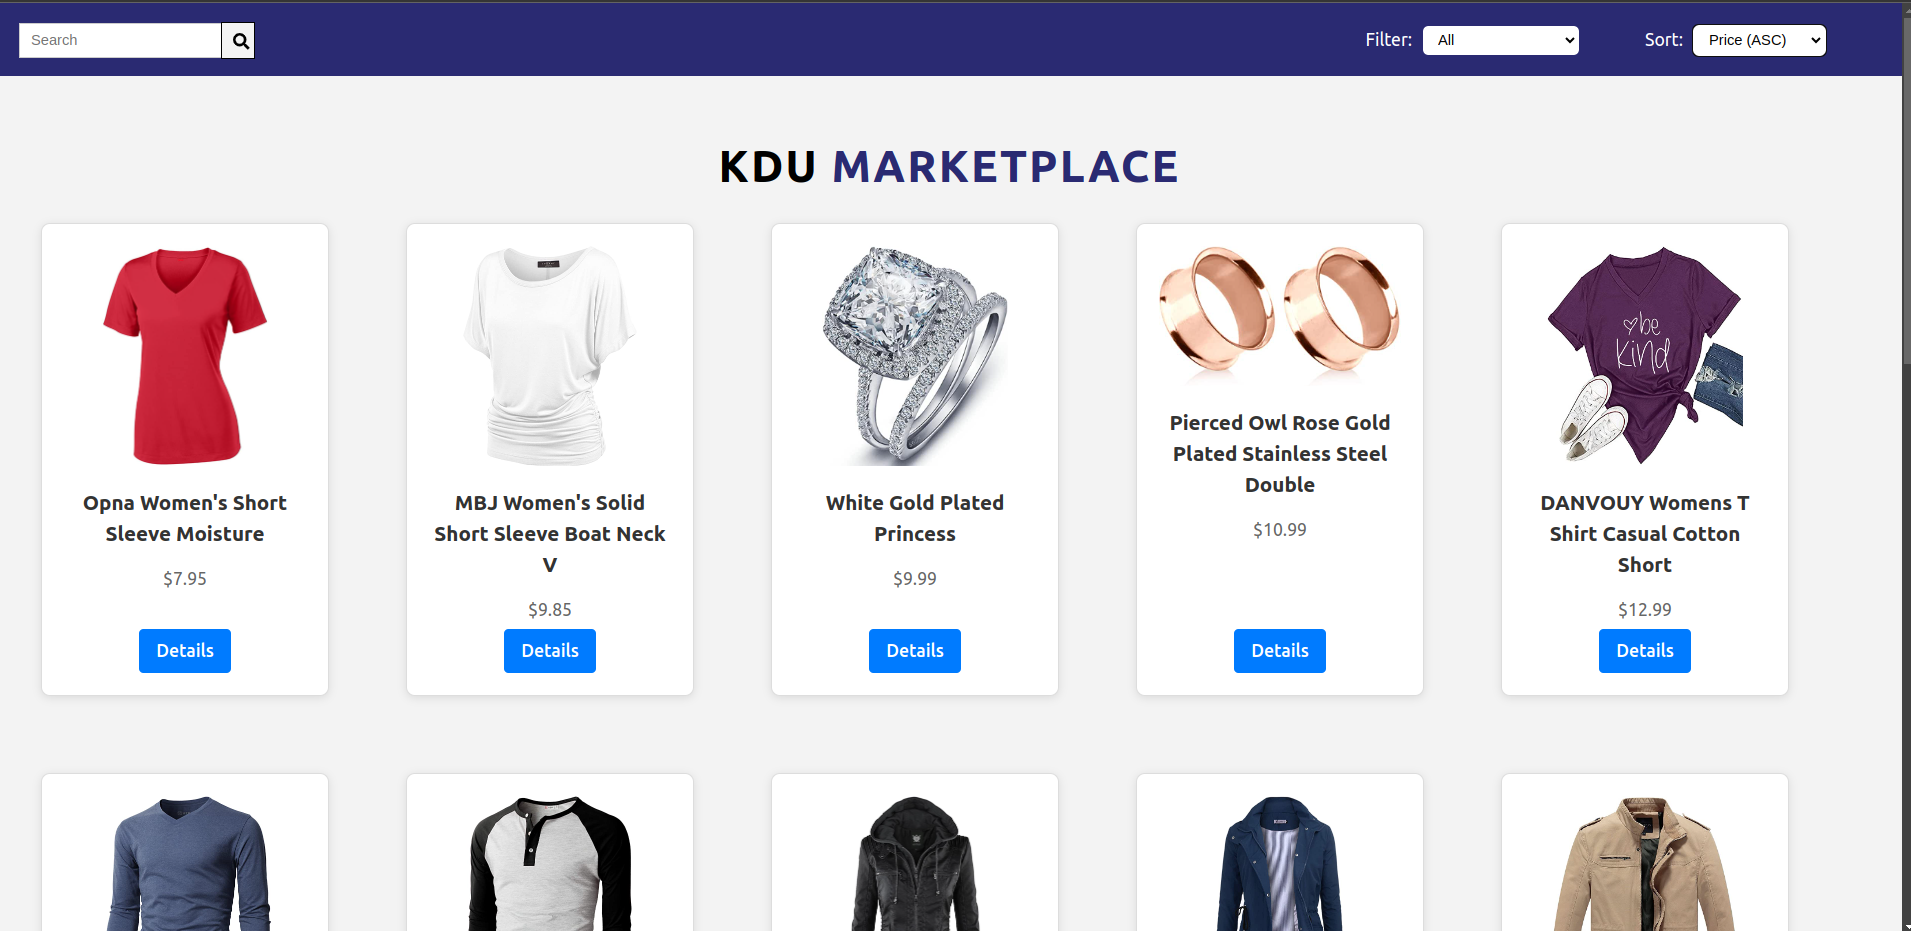 Search
Filter: All
Sort: Price (ASC)
KDU MARKETPLACE
Opna Women's Short
Sleeve Moisture
$7.95
Details
MBJ Women's Solid
Short Sleeve Boat Neck
V
$9.85
Details
White Gold Plated
Princess
$9.99
Details
Pierced Owl Rose Gold
Plated Stainless Steel
Double
$10.99
Details
be
kind
DANVOUY Womens T
Shirt Casual Cotton
Short
$12.99
Details